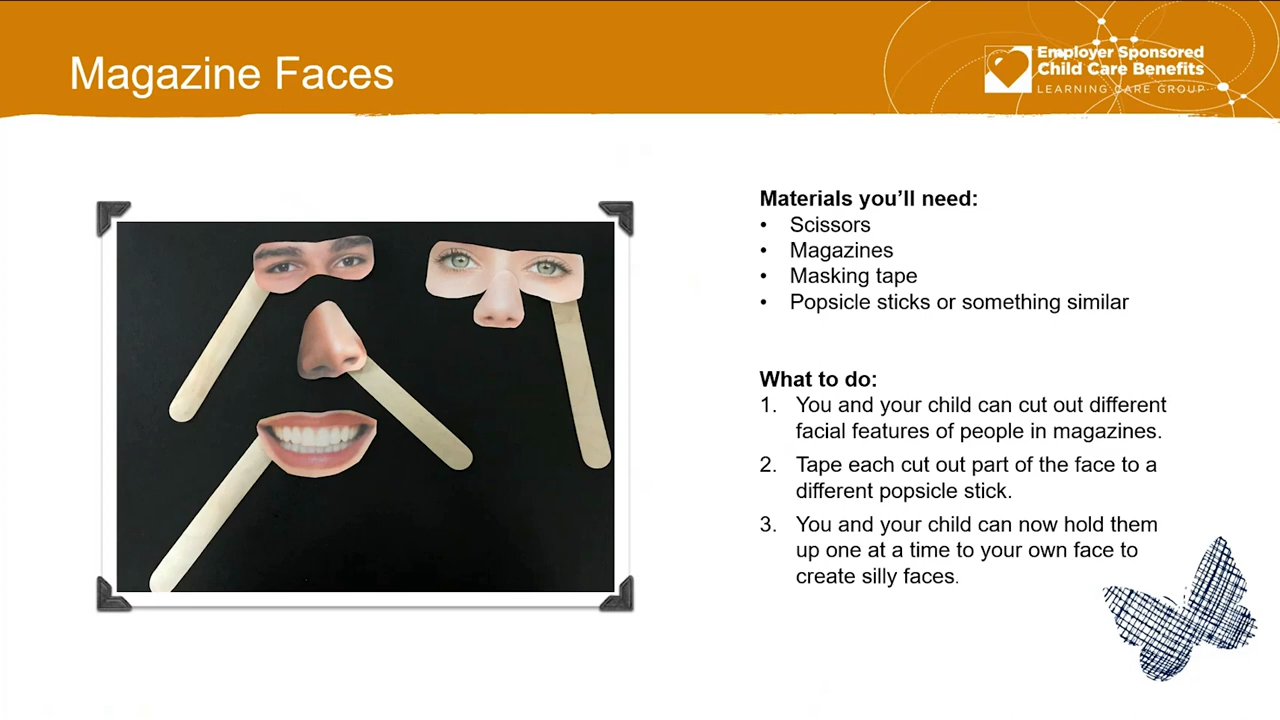 Magazine Faces
Employer Sponsored
Child Care Benefits
LEARNING CARE GROUP
Materials you’ll need:
• Scissors
• Magazines
• Masking tape
• Popsicle sticks or something similar
What to do:
1. You and your child can cut out different
facial features of people in magazines.
2. Tape each cut out part of the face to a
different popsicle stick.
3. You and your child can now hold them
up one at a time to your own face to
create silly faces.